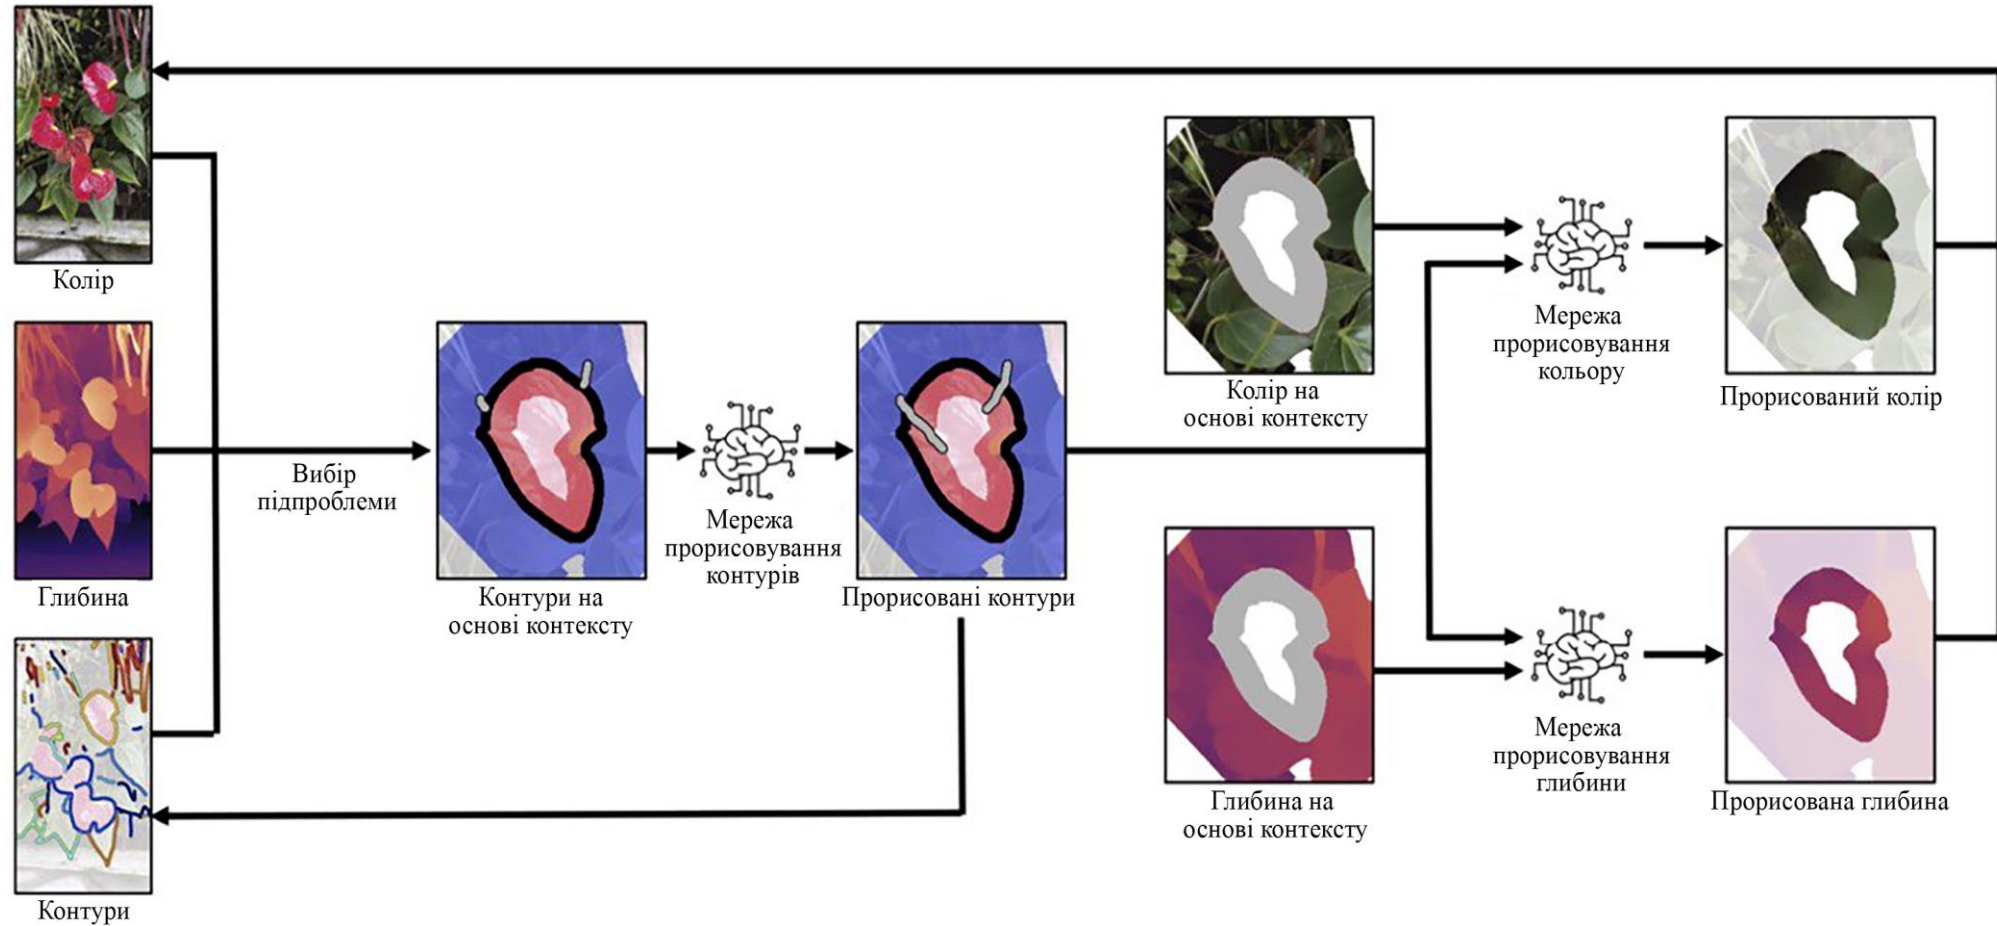 Колір
Глибина
Контури
Вибір
підпроблеми
Контури на
основі контексту
Мережа
прорисовування
контурів
Прорисовані контури
Колір на
основі контексту
Мережа
прорисовування
кольору
Прорисований колір
Глибина на
основі контексту
Мережа
прорисовування
глибини
Прорисована глибина